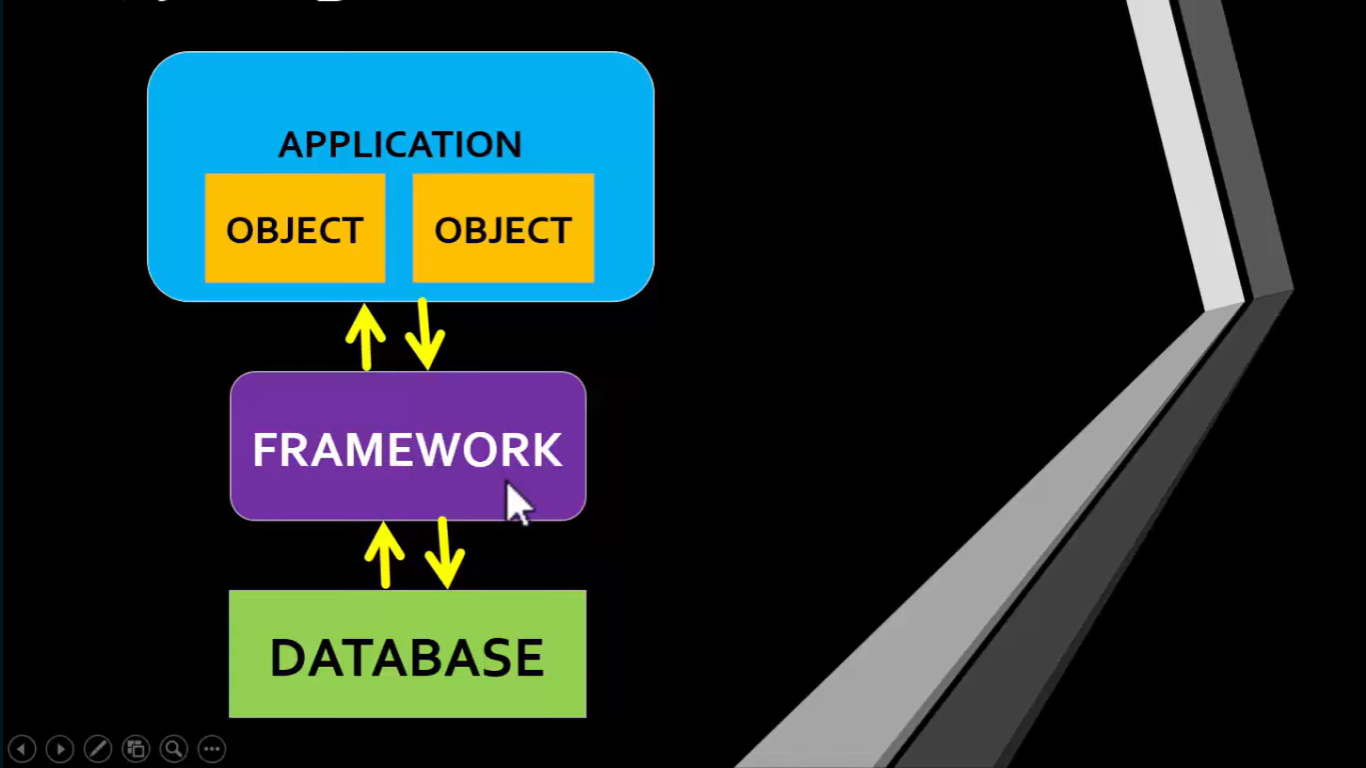 APPLICATION
OBJECT OBJECT
FRAMEWORK
DATABASE